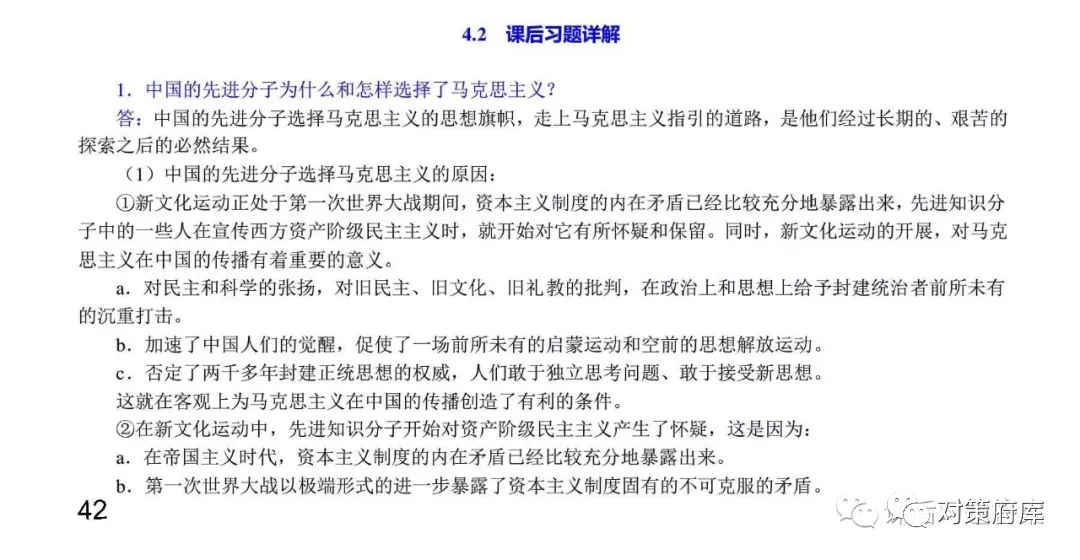 4.2 课后习题详解
1．中国的先进分子为什么和怎样选择了马克思主义？
答：中国的先进分子选择马克思主义的思想旗帜，走上马克思主义指引的道路，是他们经过长期的、艰苦的
探索之后的必然结果。
（1）中国的先进分子选择马克思主义的原因：
①新文化运动正处于第一次世界大战期间，资本主义制度的内在矛盾已经比较充分地暴露出来，先进知识分
子中的一些人在宣传西方资产阶级民主主义时，就开始对它有所怀疑和保留。同时，新文化运动的开展，对马克
思主义在中国的传播有着重要的意义。
a．对民主和科学的张扬，对旧民主、旧文化、旧礼教的批判，在政治上和思想上给予封建统治者前所未有
的沉重打击。
b．加速了中国人们的觉醒，促使了一场前所未有的启蒙运动和空前的思想解放运动。
c．否定了两千多年封建正统思想的权威，人们敢于独立思考问题、敢于接受新思想。
这就在客观上为马克思主义在中国的传播创造了有利的条件。
②在新文化运动中，先进知识分子开始对资产阶级民主主义产生了怀疑，这是因为：
a．在帝国主义时代，资本主义制度的内在矛盾已经比较充分地暴露出来。
b．第一次世界大战以极端形式的进一步暴露了资本主义制度固有的不可克服的矛盾。
42
对策府库